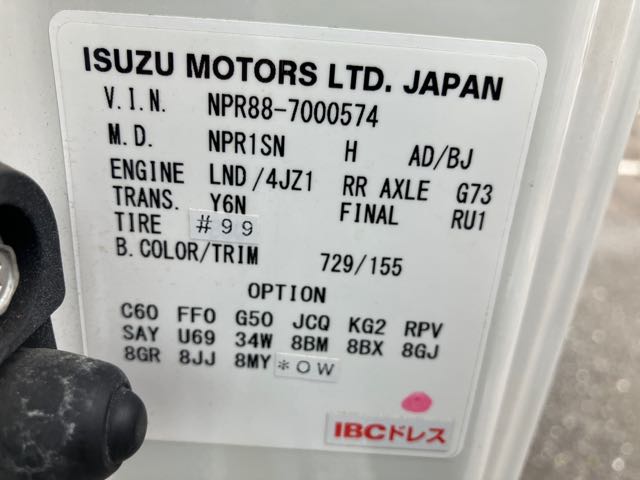 ISUZU MOTORS LTD. JAPAN
V.I.N. NPR88-7000574
M.D. NPR1SN H AD/BJ
ENGINE LND/4JZ1 RR AXLE G73
TRANS. Y6N FINAL RU1
TIRE #99
B.COLOR/TRIM 729/155
OPTION
C60 FF0 G50 JCQ KG2 RPV
SAY U69 34W 8BM 8BX 8GJ
8GR 8JJ 8MY *OW
IBCドレス